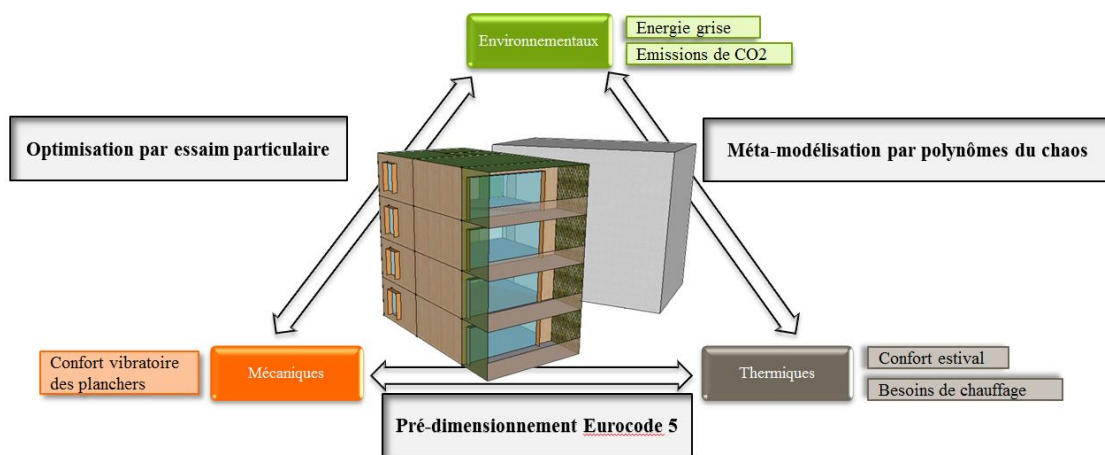 Environnementaux
Energie grise
Emissions de CO2
Optimisation par essaim particulaire
Méta-modélisation par polynômes du chaos
Confort vibratoire
des planchers
Mécaniques
Thermiques
Confort estival
Besoins de chauffage
Pré-dimensionnement Eurocode 5